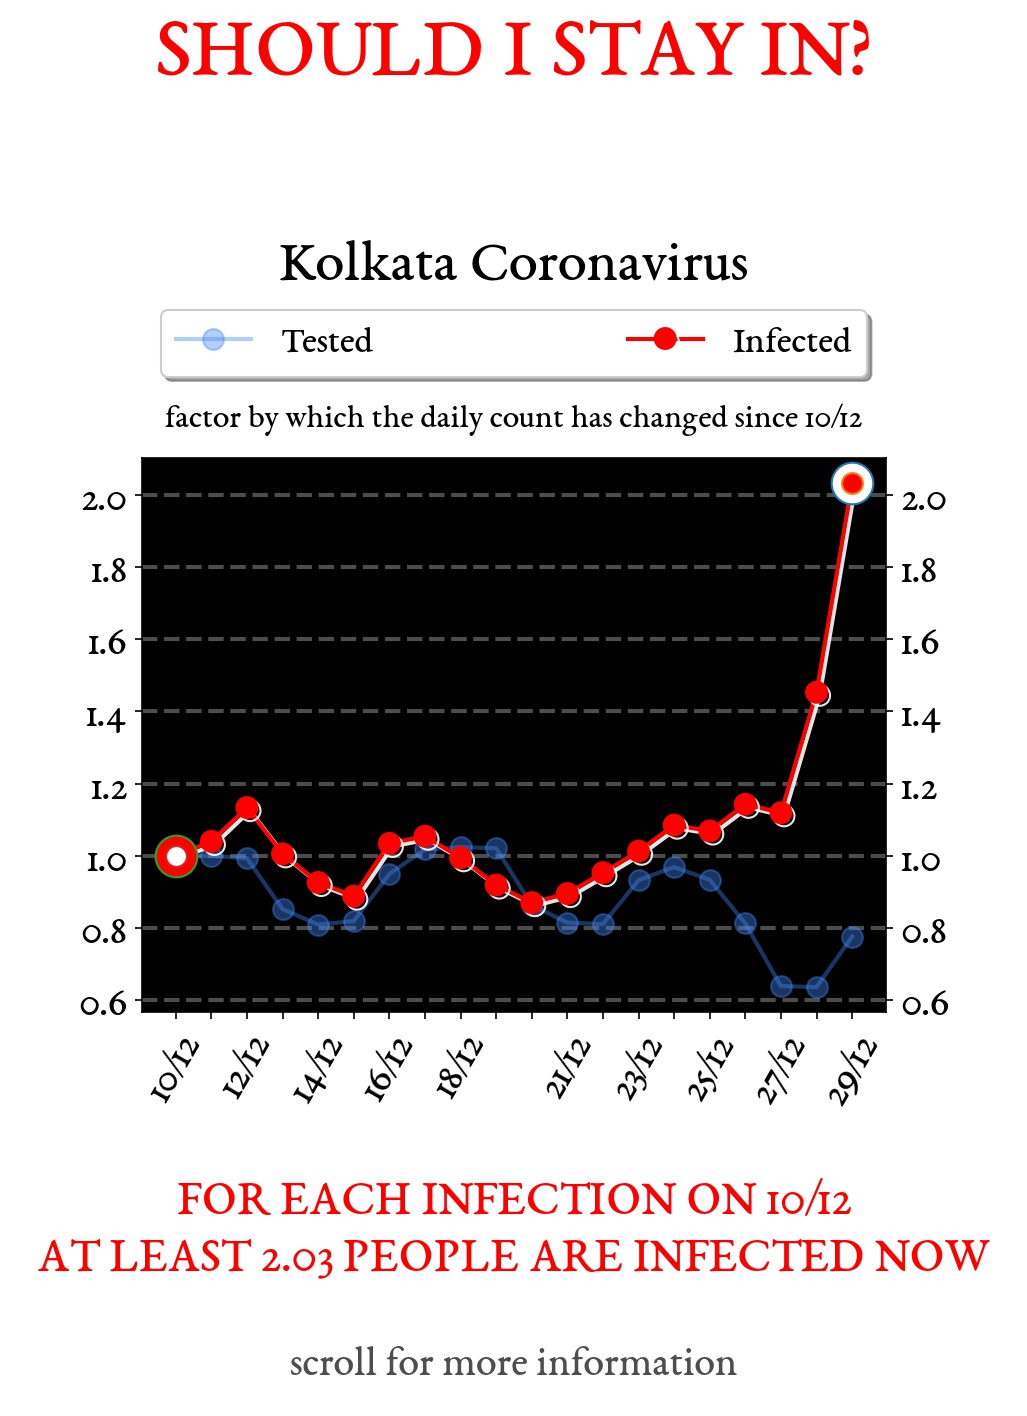 SHOULD I STAY IN?
Kolkata Coronavirus
Tested Infected
factor by which the daily count has changed since 10/12
2.0 2.0
1.8 1.8
1.6 1.6
1.4 1.4
1.2 1.2
1.0 1.0
0.8 0.8
0.6 0.6
10/12 12/12 14/12 16/12 18/12 21/12 23/12 25/12 27/12 29/12
FOR EACH INFECTION ON 10/12
AT LEAST 2.03 PEOPLE ARE INFECTED NOW
scroll for more information